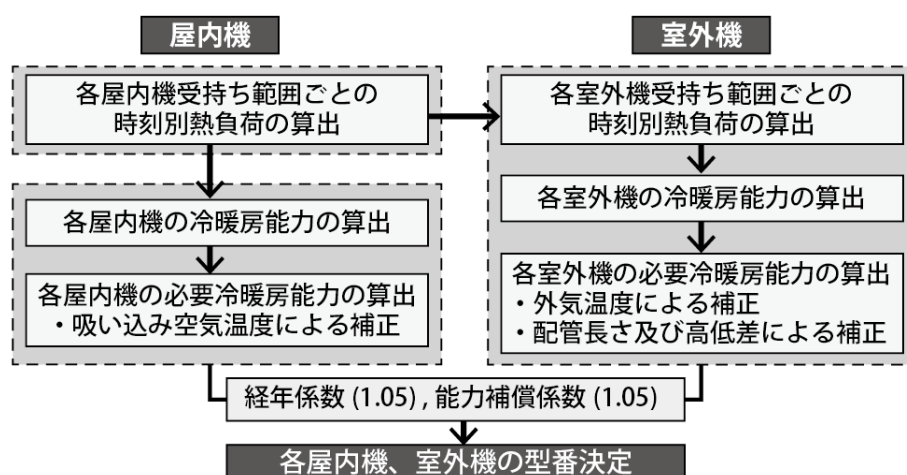 屋内機
室外機
各屋内機受持ち範囲ごとの
時刻別熱負荷の算出
各室外機受持ち範囲ごとの
時刻別熱負荷の算出
各屋内機の冷暖房能力の算出
各室外機の冷暖房能力の算出
各屋内機の必要冷暖房能力の算出
・吸い込み空気温度による補正
各室外機の必要冷暖房能力の算出
・外気温度による補正
・配管長さ及び高低差による補正
経年係数 (1.05) , 能力補償係数 (1.05)
各屋内機、室外機の型番決定